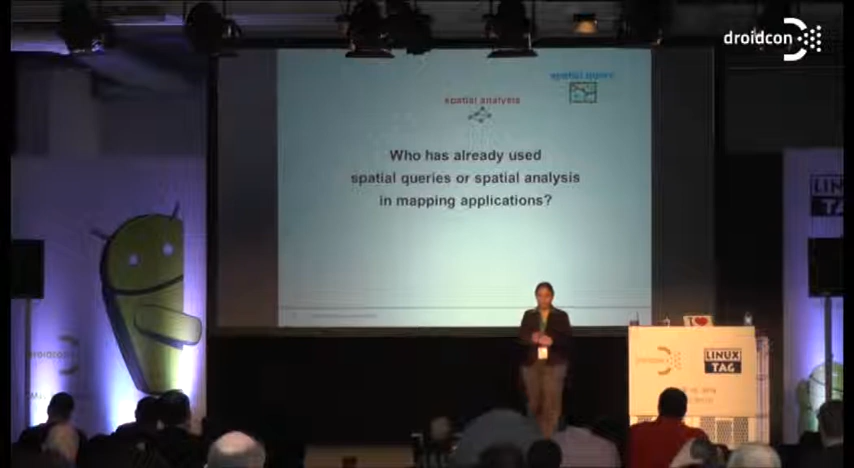 droidcon
spatial queries
spatial analysis
Who has already used
spatial queries or spatial analysis
in mapping applications?
LINUX
TAG
droidcon
LINUX
TAG